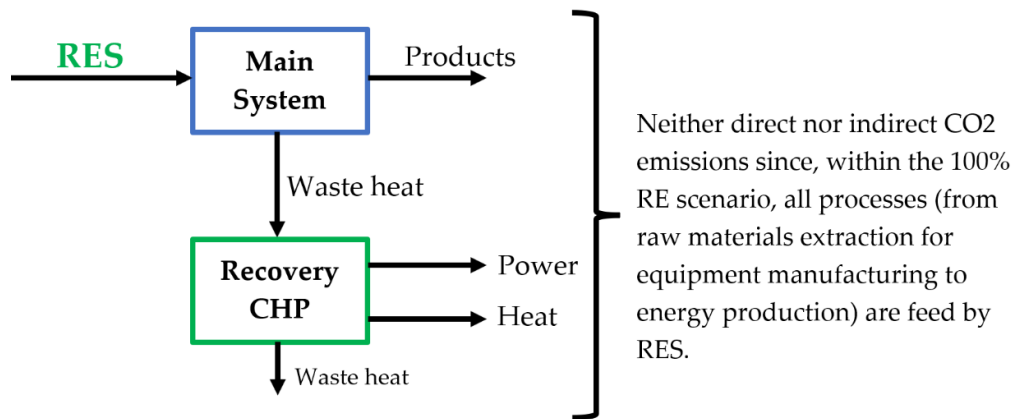 RES
Main
System
Products
Waste heat
Recovery
CHP
Power
Heat
Waste heat
Neither direct nor indirect CO2
emissions since, within the 100%
RE scenario, all processes (from
raw materials extraction for
equipment manufacturing to
energy production) are feed by
RES.